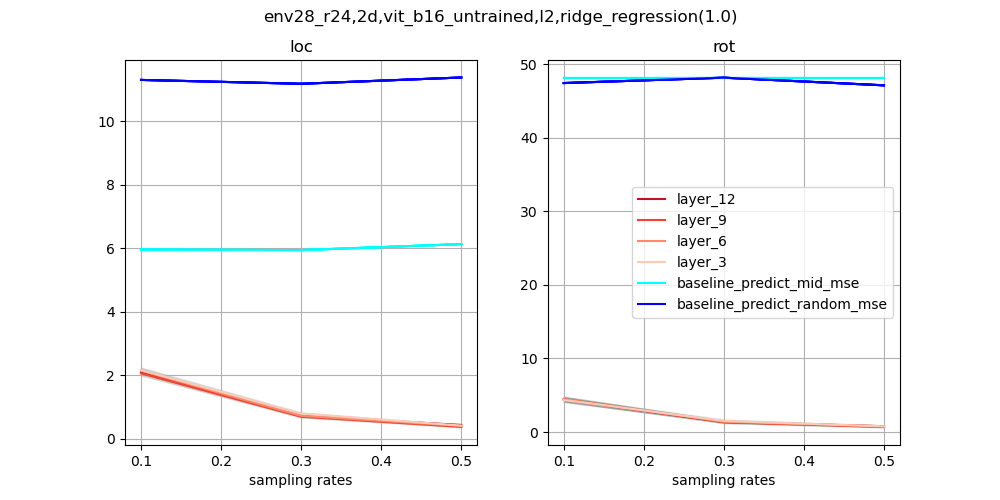 env28_r24,2d,vit_b16_untrained,l2,ridge_regression(1.0)
loc
10
8
6
4
2
0
0.1 0.2 0.3 0.4 0.5
sampling rates
rot
50
40
30
20
10
0
layer_12
layer_9
layer_6
layer_3
baseline_predict_mid_mse
baseline_predict_random_mse
0.1 0.2 0.3 0.4 0.5
sampling rates